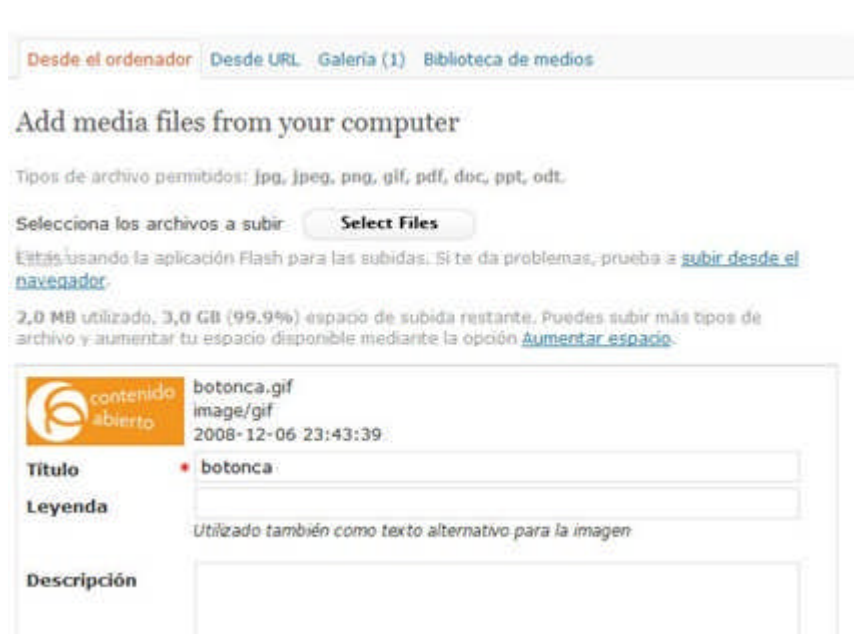 Desde el ordenador Desde URL Galería (1) Biblioteca de medios
Add media files from your computer
Tipos de archivo permitidos: jpg, jpeg, png, gif, pdf, doc, ppt, odt.
Selecciona los archivos a subir Select Files
Estás usando la aplicación Flash para las subidas. Si te da problemas, prueba a subir desde el
navegador.
2,0 MB utilizado, 3,0 GB (99.9%) espacio de subida restante. Puedes subir más tipos de
archivo y aumentar tu espacio disponible mediante la opción Aumentar espacio.
contenido
abierto
botonca.gif
image/gif
2008-12-06 23:43:39
Título * botonca
Leyenda
Utilizado también como texto alternativo para la imagen
Descripción